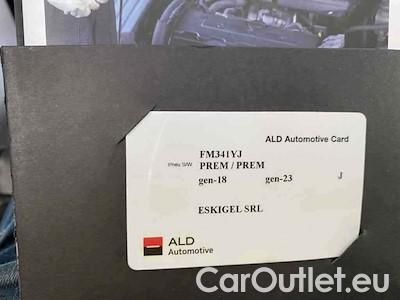 ALD Automotive Card
FM341YJ
Pneu S/W PREM / PREM
gen-18 gen-23 J
ESKIGEL SRL
ALD
Automotive
CarOutlet.eu